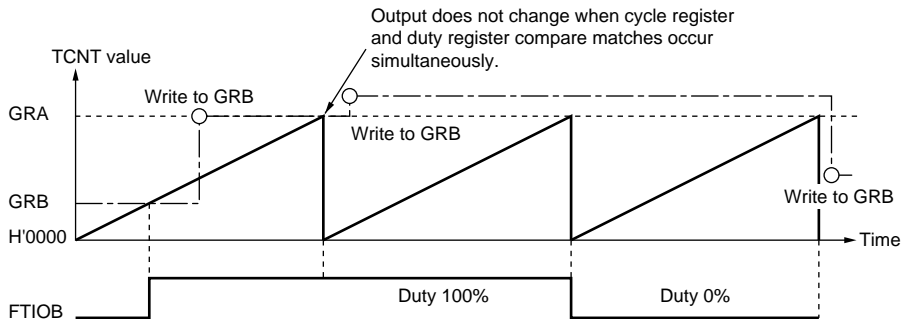 Output does not change when cycle register
and duty register compare matches occur
simultaneously.
TCNT value
Write to GRB
GRA
Write to GRB
GRB
Write to GRB
H'0000
Time
Duty 100%
Duty 0%
FTIOB